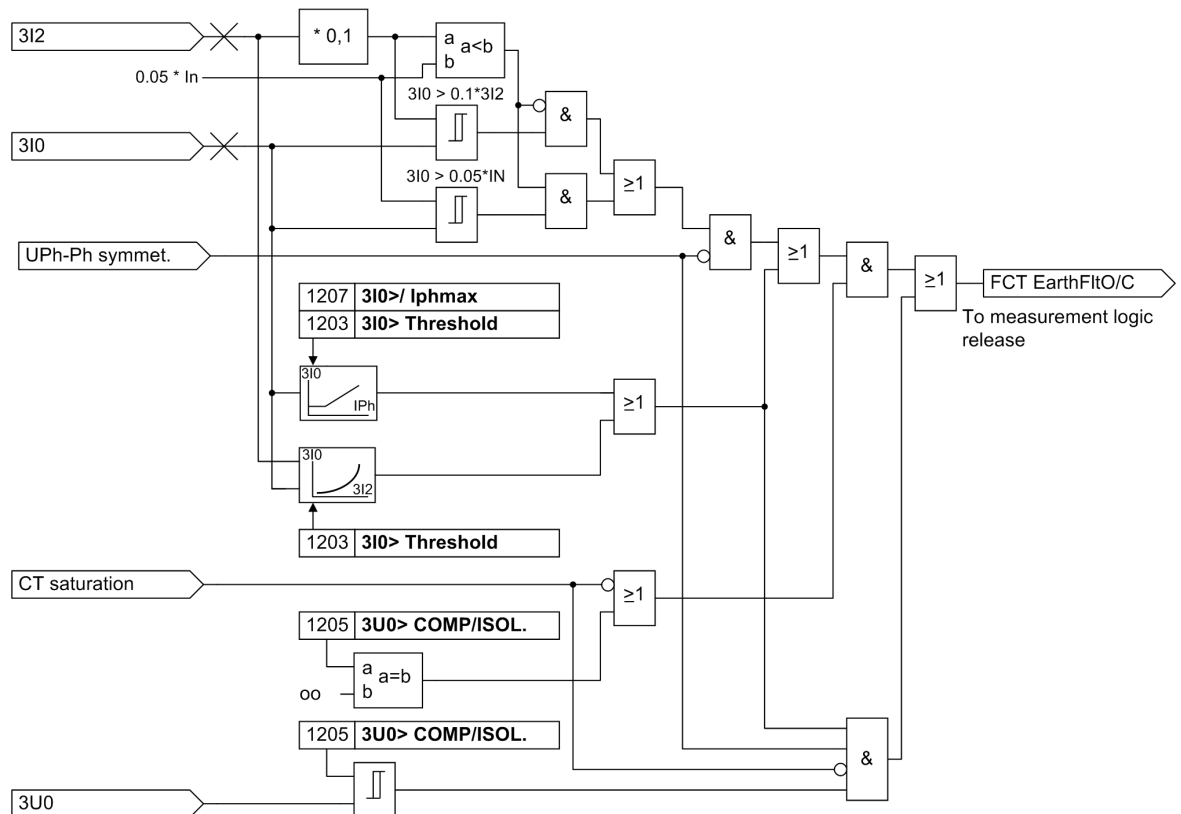 3I2
* 0,1
a
b
a<b
0.05 * In
3I0 > 0.1*3I2
&
3I0
3I0 > 0.05*IN
&
≥1
UPh-Ph symmet.
&
≥1
&
≥1
FCT EarthFltO/C
To measurement logic
release
1207 3I0>/ Iphmax
1203 3I0> Threshold
3I0
IPh
≥1
3I0
3I2
1203 3I0> Threshold
CT saturation
≥1
1205 3U0> COMP/ISOL.
a
b
a=b
oo
1205 3U0> COMP/ISOL.
&
3U0